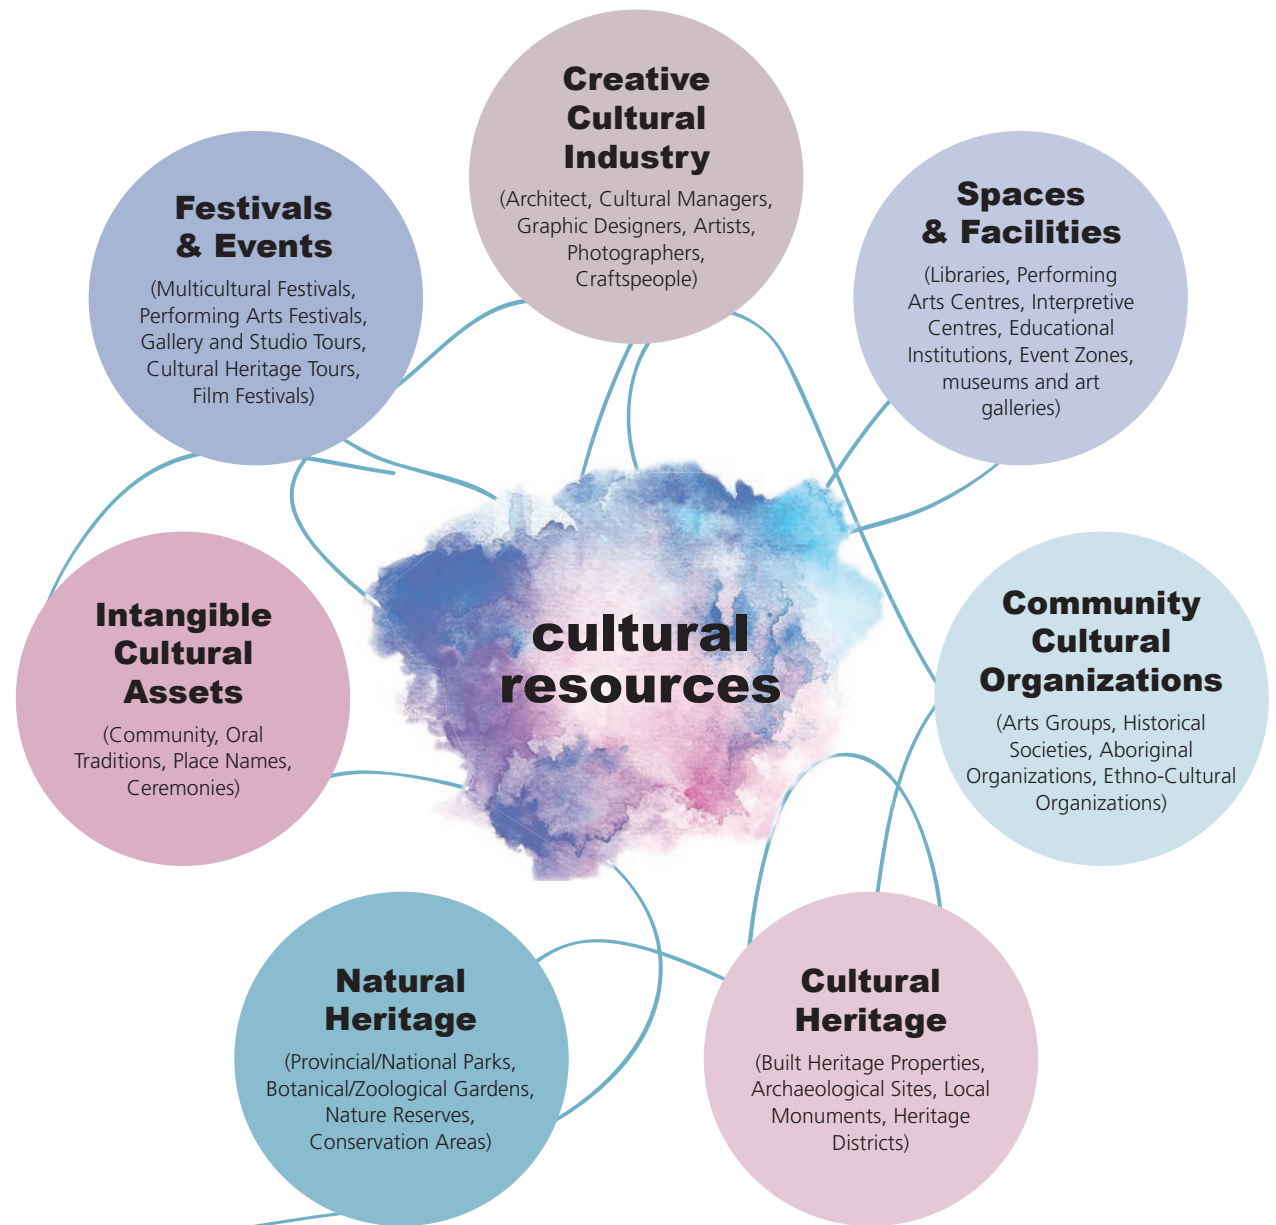 Creative
Cultural
Industry
(Architect, Cultural Managers,
Graphic Designers, Artists,
Photographers,
Craftspeople)
Festivals
& Events
(Multicultural Festivals,
Performing Arts Festivals,
Gallery and Studio Tours,
Cultural Heritage Tours,
Film Festivals)
Spaces
& Facilities
(Libraries, Performing
Arts Centres, Interpretive
Centres, Educational
Institutions, Event Zones,
museums and art
galleries)
Intangible
Cultural
Assets
(Community, Oral
Traditions, Place Names,
Ceremonies)
cultural
resources
Community
Cultural
Organizations
(Arts Groups, Historical
Societies, Aboriginal
Organizations, Ethno-Cultural
Organizations)
Natural
Heritage
(Provincial/National Parks,
Botanical/Zoological Gardens,
Nature Reserves,
Conservation Areas)
Cultural
Heritage
(Built Heritage Properties,
Archaeological Sites, Local
Monuments, Heritage
Districts)